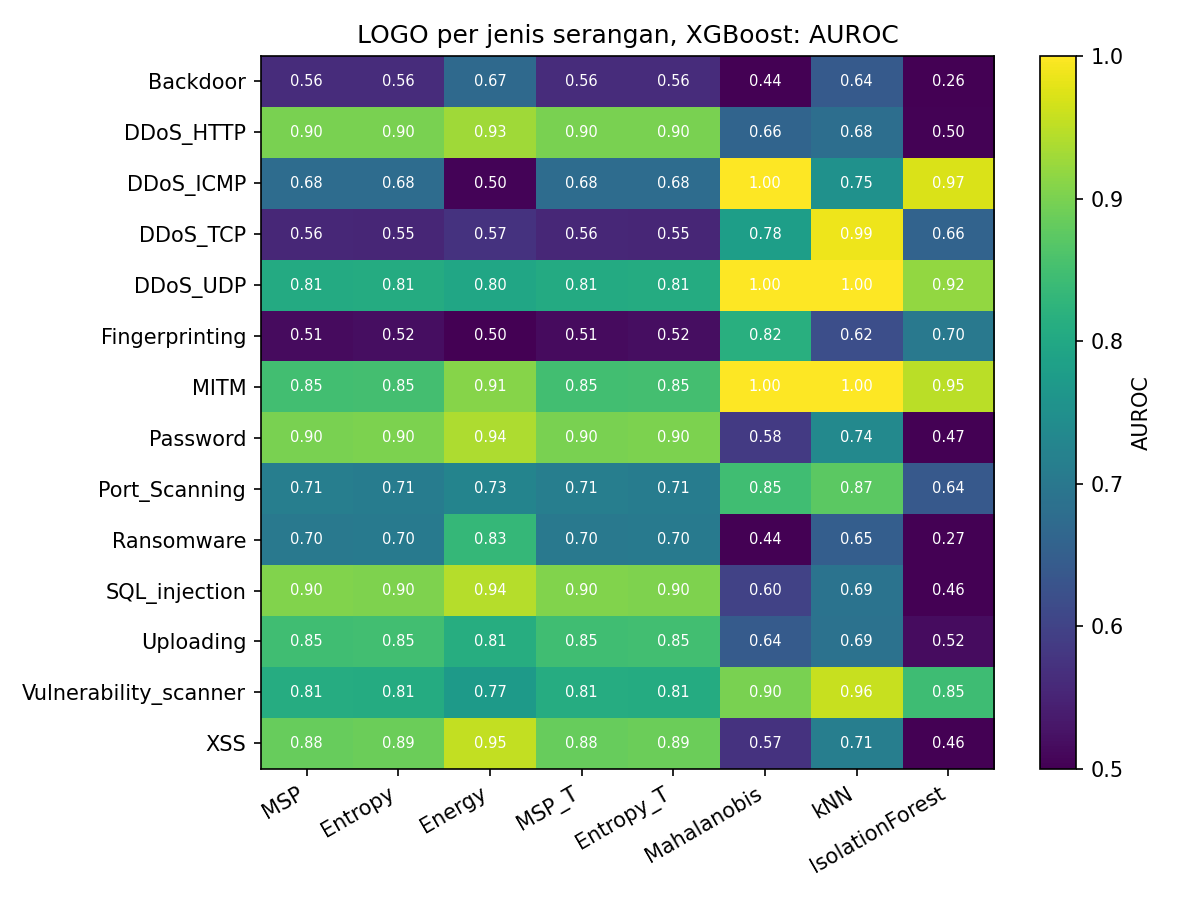 LOGO per jenis serangan, XGBoost: AUROC
Backdoor 0.56 0.56 0.67 0.56 0.56 0.44 0.64 0.26
DDoS_HTTP 0.90 0.90 0.93 0.90 0.90 0.66 0.68 0.50
DDoS_ICMP 0.68 0.68 0.50 0.68 0.68 1.00 0.75 0.97
DDoS_TCP 0.56 0.55 0.57 0.56 0.55 0.78 0.99 0.66
DDoS_UDP 0.81 0.81 0.80 0.81 0.81 1.00 1.00 0.92
Fingerprinting 0.51 0.52 0.50 0.51 0.52 0.82 0.62 0.70
MITM 0.85 0.85 0.91 0.85 0.85 1.00 1.00 0.95
Password 0.90 0.90 0.94 0.90 0.90 0.58 0.74 0.47
Port_Scanning 0.71 0.71 0.73 0.71 0.71 0.85 0.87 0.64
Ransomware 0.70 0.70 0.83 0.70 0.70 0.44 0.65 0.27
SQL_injection 0.90 0.90 0.94 0.90 0.90 0.60 0.69 0.46
Uploading 0.85 0.85 0.81 0.85 0.85 0.64 0.69 0.52
Vulnerability_scanner 0.81 0.81 0.77 0.81 0.81 0.90 0.96 0.85
XSS 0.88 0.89 0.95 0.88 0.89 0.57 0.71 0.46
MSP Entropy Energy MSP_T Entropy_T Mahalanobis kNN IsolationForest
1.0
0.9
0.8
0.7
0.6
0.5
AUROC